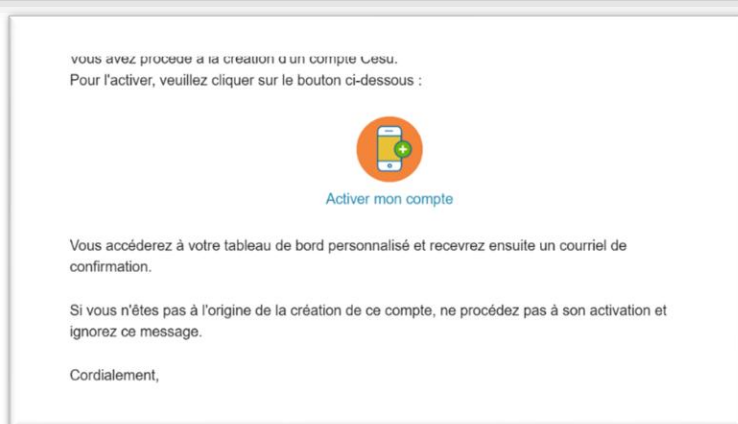 vous avez procédé à la création d'un compte Cesu.
Pour l'activer, veuillez cliquer sur le bouton ci-dessous :
Activer mon compte
Vous accéderez à votre tableau de bord personnalisé et recevrez ensuite un courriel de
confirmation.
Si vous n'êtes pas à l'origine de la création de ce compte, ne procédez pas à son activation et
ignorez ce message.
Cordialement,